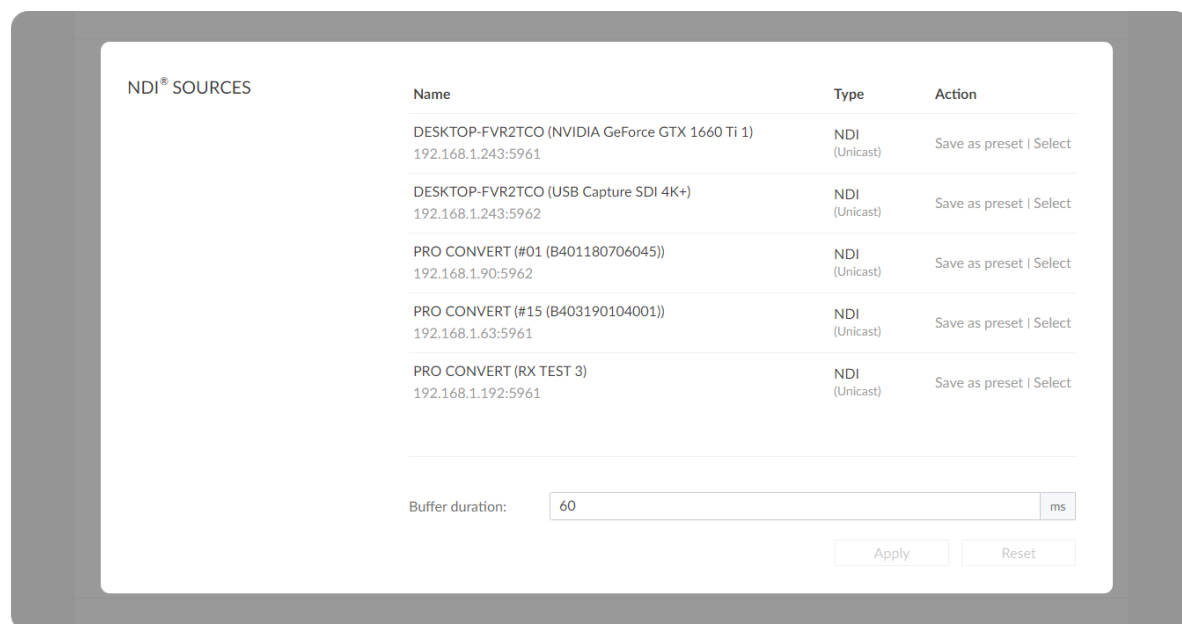 NDI® SOURCES
Name Type Action
DESKTOP-FVR2TCO (NVIDIA GeForce GTX 1660 Ti 1)
192.168.1.243:5961
NDI
(Unicast)
Save as preset | Select
DESKTOP-FVR2TCO (USB Capture SDI 4K+)
192.168.1.243:5962
NDI
(Unicast)
Save as preset | Select
PRO CONVERT (#01 (B401180706045))
192.168.1.90:5962
NDI
(Unicast)
Save as preset | Select
PRO CONVERT (#15 (B403190104001))
192.168.1.63:5961
NDI
(Unicast)
Save as preset | Select
PRO CONVERT (RX TEST 3)
192.168.1.192:5961
NDI
(Unicast)
Save as preset | Select
Buffer duration: 60 ms
Apply Reset